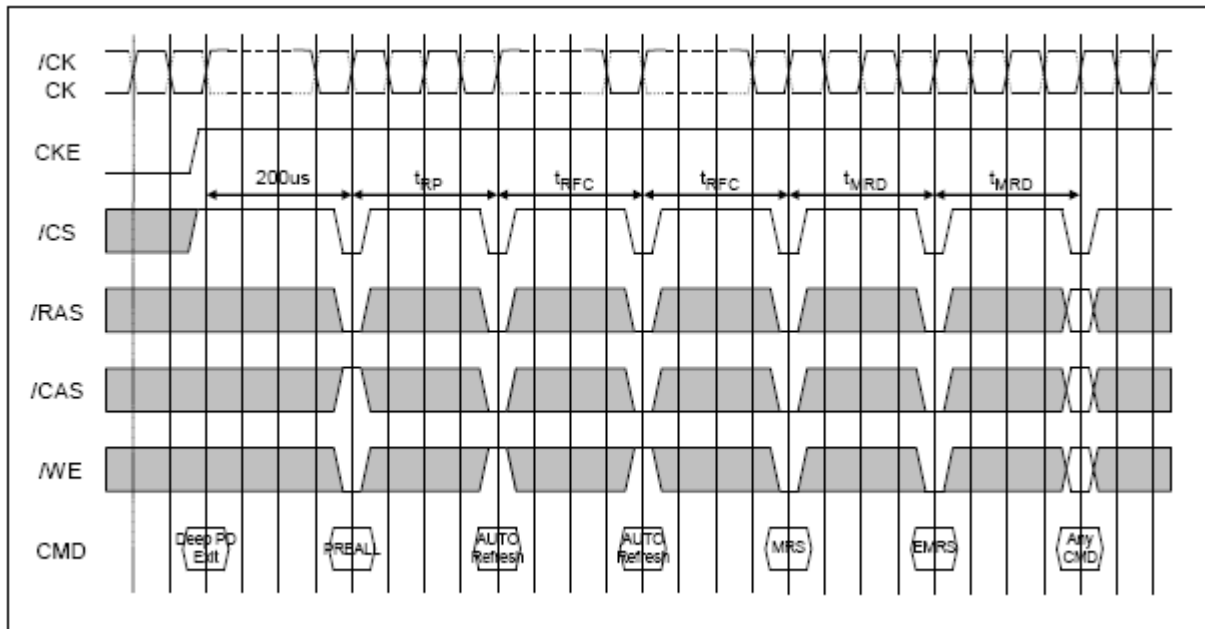 /CK
CK
CKE
200us
tRP
tRFC
tRFC
tMRD
tMRD
/CS
/RAS
/CAS
/WE
CMD
Deep PD
Exit
PREALL
AUTO
Refresh
AUTO
Refresh
MRS
EMRS
Any
CMD